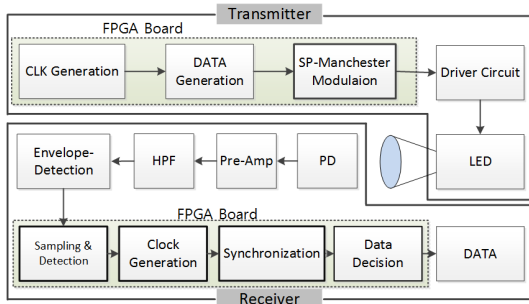 Transmitter
FPGA Board
CLK Generation
DATA
Generation
SP-Manchester
Modulaion
Driver Circuit
LED
PD
Pre-Amp
HPF
Envelope-
Detection
FPGA Board
Sampling &
Detection
Clock
Generation
Synchronization
Data
Decision
DATA
Receiver